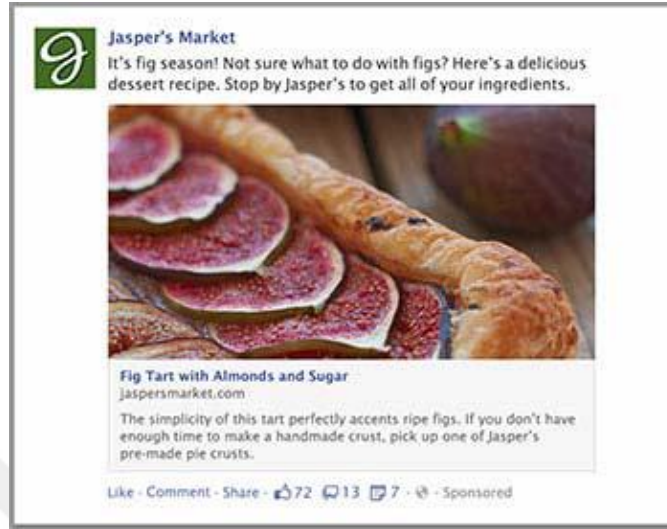 Jasper's Market
It's fig season! Not sure what to do with figs? Here's a delicious
dessert recipe. Stop by Jasper's to get all of your ingredients.
Fig Tart with Almonds and Sugar
jaspersmarket.com
The simplicity of this tart perfectly accents ripe figs. If you don't have
enough time to make a handmade crust, pick up one of Jasper's
pre-made pie crusts.
Like · Comment · Share · 72 13 7 · Sponsored